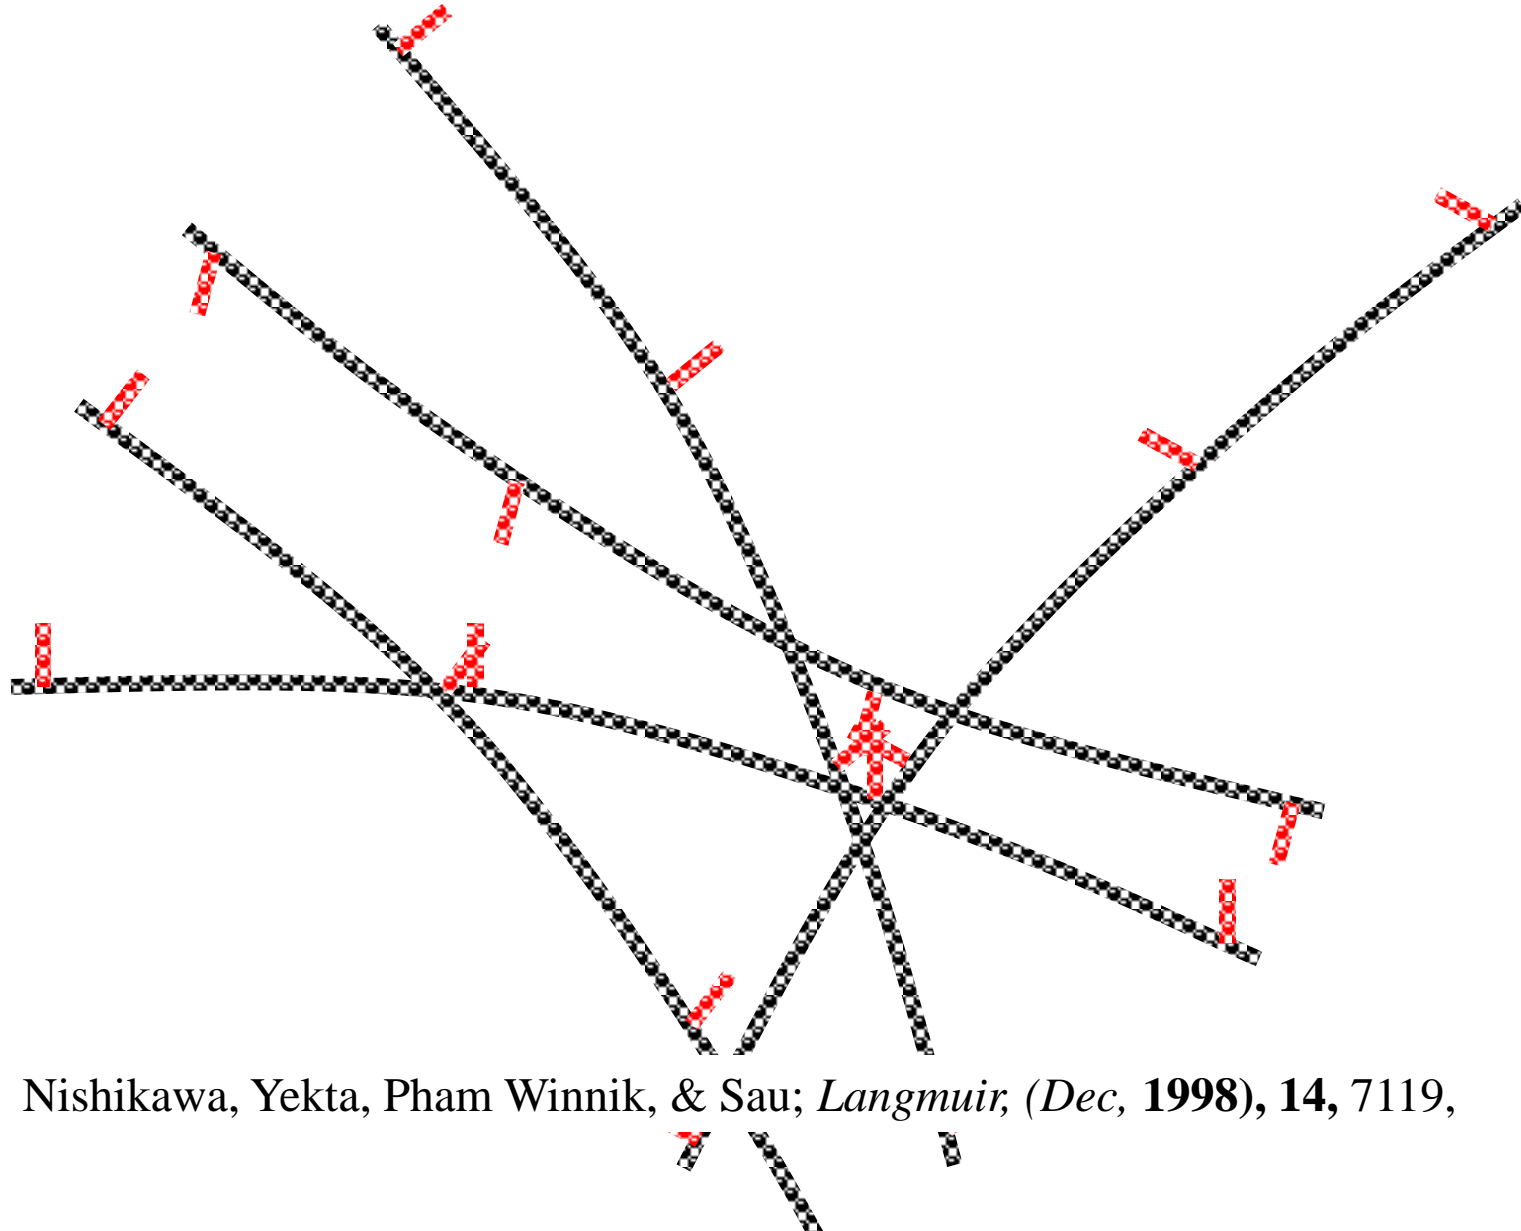 Nishikawa, Yekta, Pham Winnik, & Sau; Langmuir, (Dec, 1998), 14, 7119,